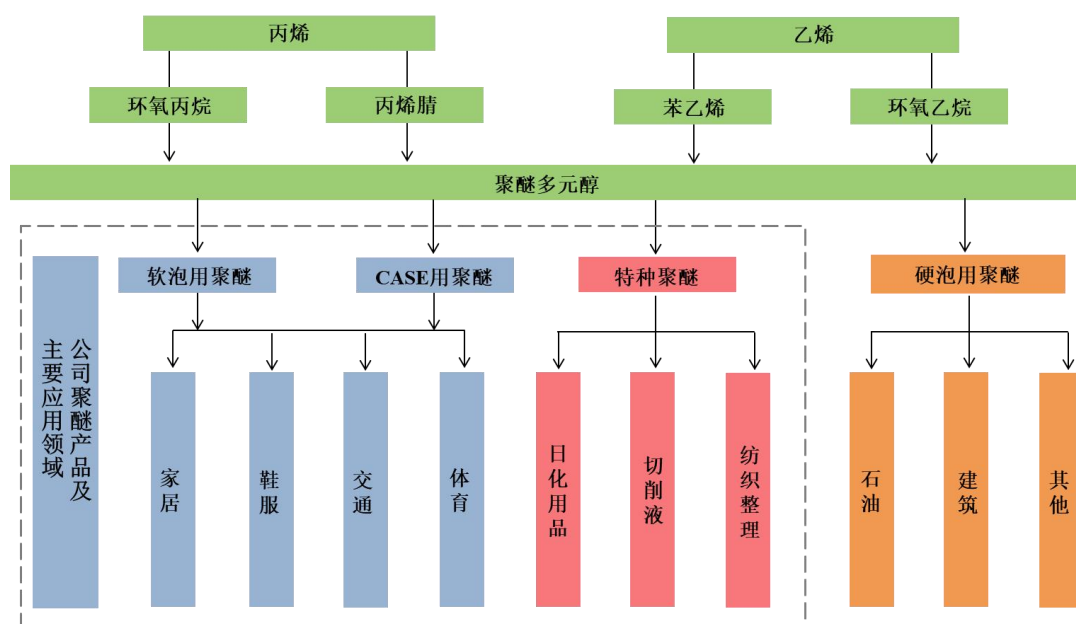 丙烯
乙烯
环氧丙烷
丙烯腈
苯乙烯
环氧乙烷
聚醚多元醇
软泡用聚醚
CASE用聚醚
特种聚醚
硬泡用聚醚
公司聚醚产品及
主要应用领域
家居
鞋服
交通
体育
日化用品
切削液
纺织整理
石油
建筑
其他